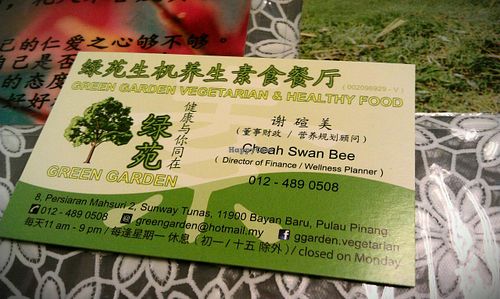 己的仁爱之心够不够。
绿苑生机养生素食餐厅
( 002096929 - V )
GREEN GARDEN VEGETARIAN & HEALTHY FOOD
健康与你同在
绿苑
GREEN GARDEN
谢瑄美
(董事财政 / 营养规划顾问)
Cheah Swan Bee
( Director of Finance / Wellness Planner )
012 - 489 0508
HappyCow
8, Persiaran Mahsuri 2, Sunway Tunas, 11900 Bayan Baru, Pulau Pinang.
012 - 489 0508 greengarden@hotmail.my ggarden.vegetarian
每天11 am - 9 pm / 每逢星期一 休息 (初一 / 十五 除外) / closed on Monday